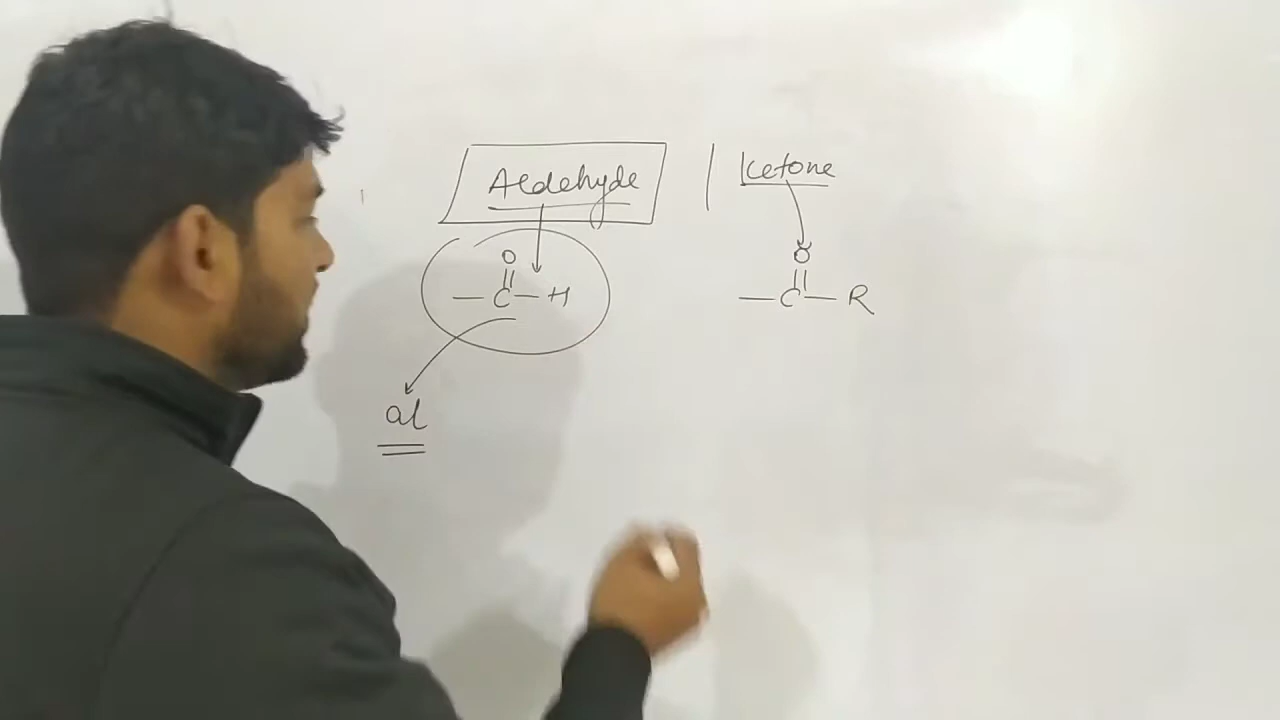 Aldehyde | Ketone
O
— C — H
O
— C — R
al